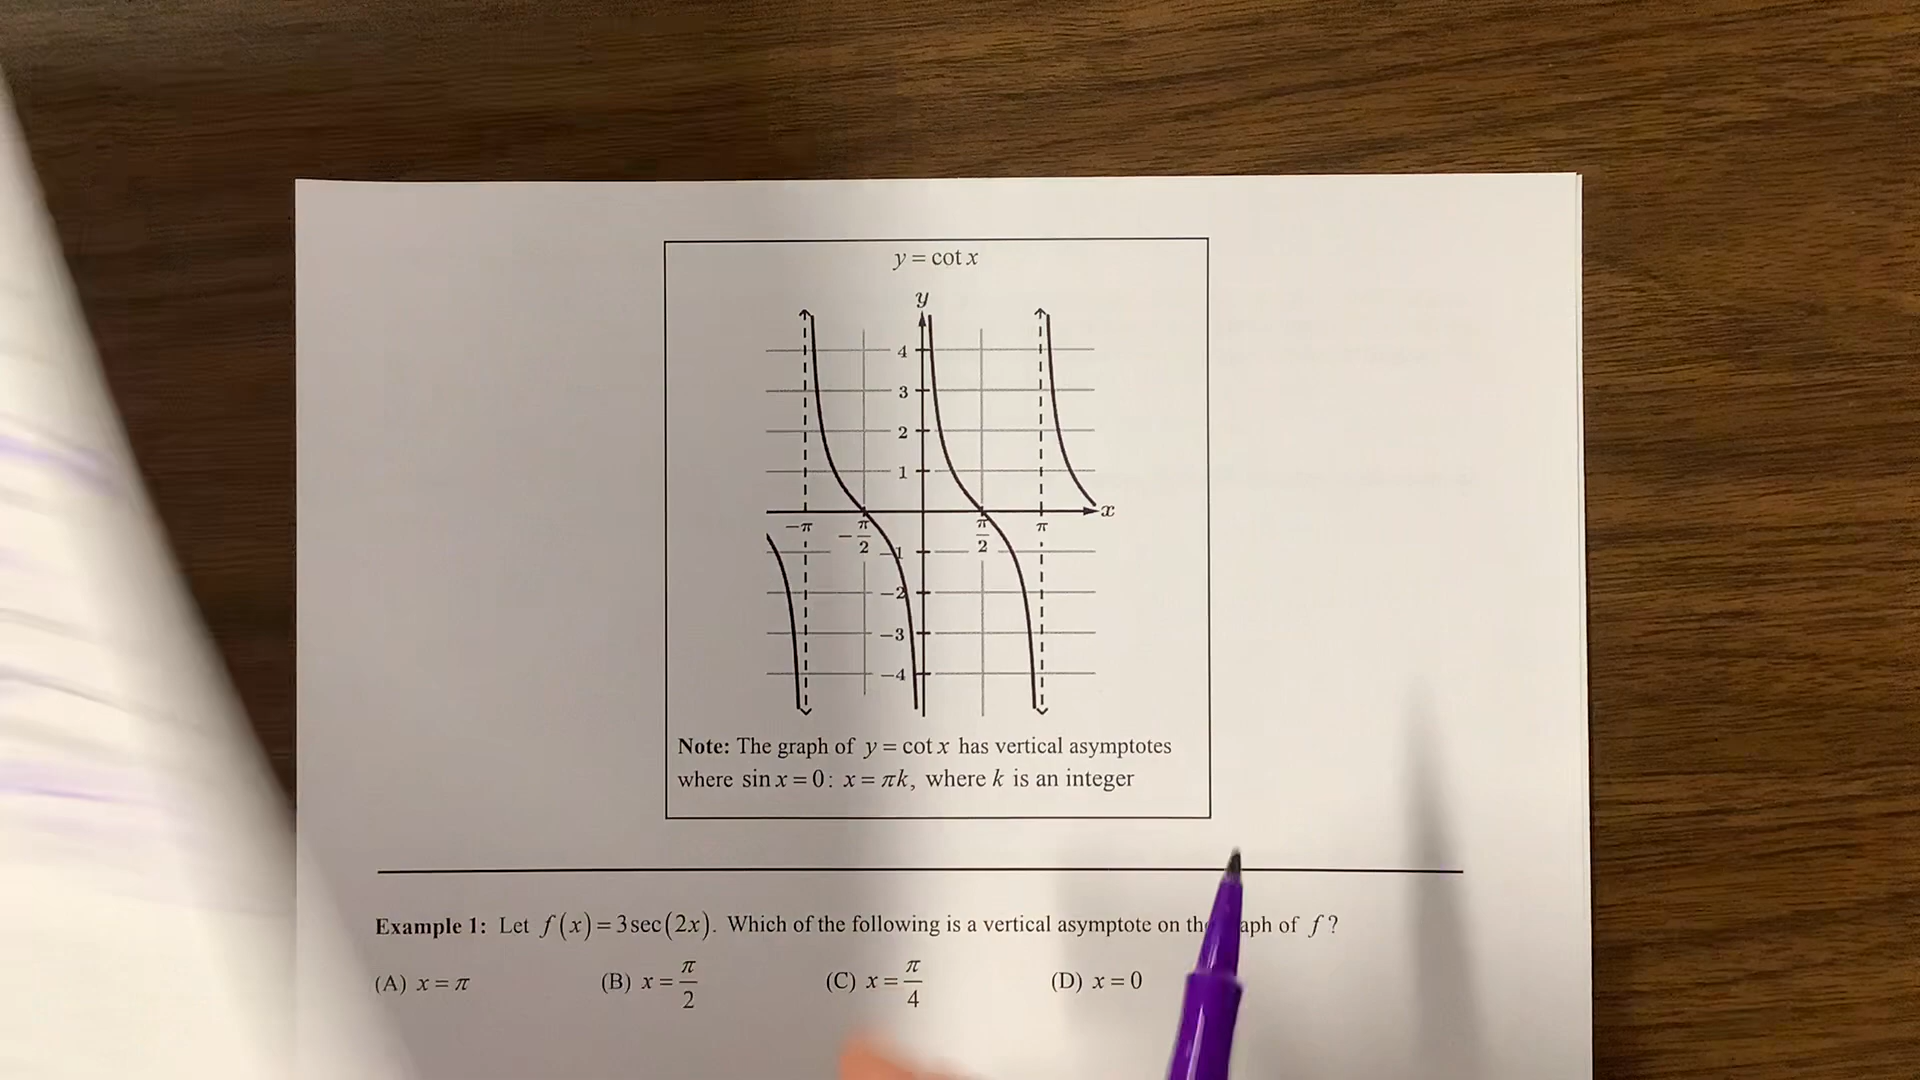 y = cot x
y
4
3
2
1
x
−π
−π/2
π/2
π
−1
−2
−3
−4
Note: The graph of y = cot x has vertical asymptotes
where sin x = 0: x = πk, where k is an integer
Example 1: Let f(x) = 3sec(2x). Which of the following is a vertical asymptote on of f?
(A) x = π (B) x = π/2 (C) x = π/4 (D) x = 0